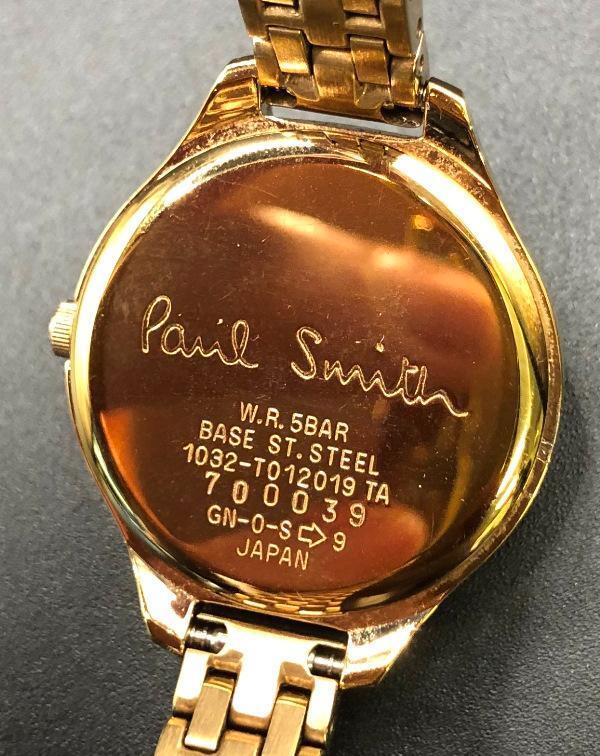 Paul Smith
W.R. 5BAR
BASE ST. STEEL
1032-T012019 TA
700039
GN-0-S⇨9
JAPAN